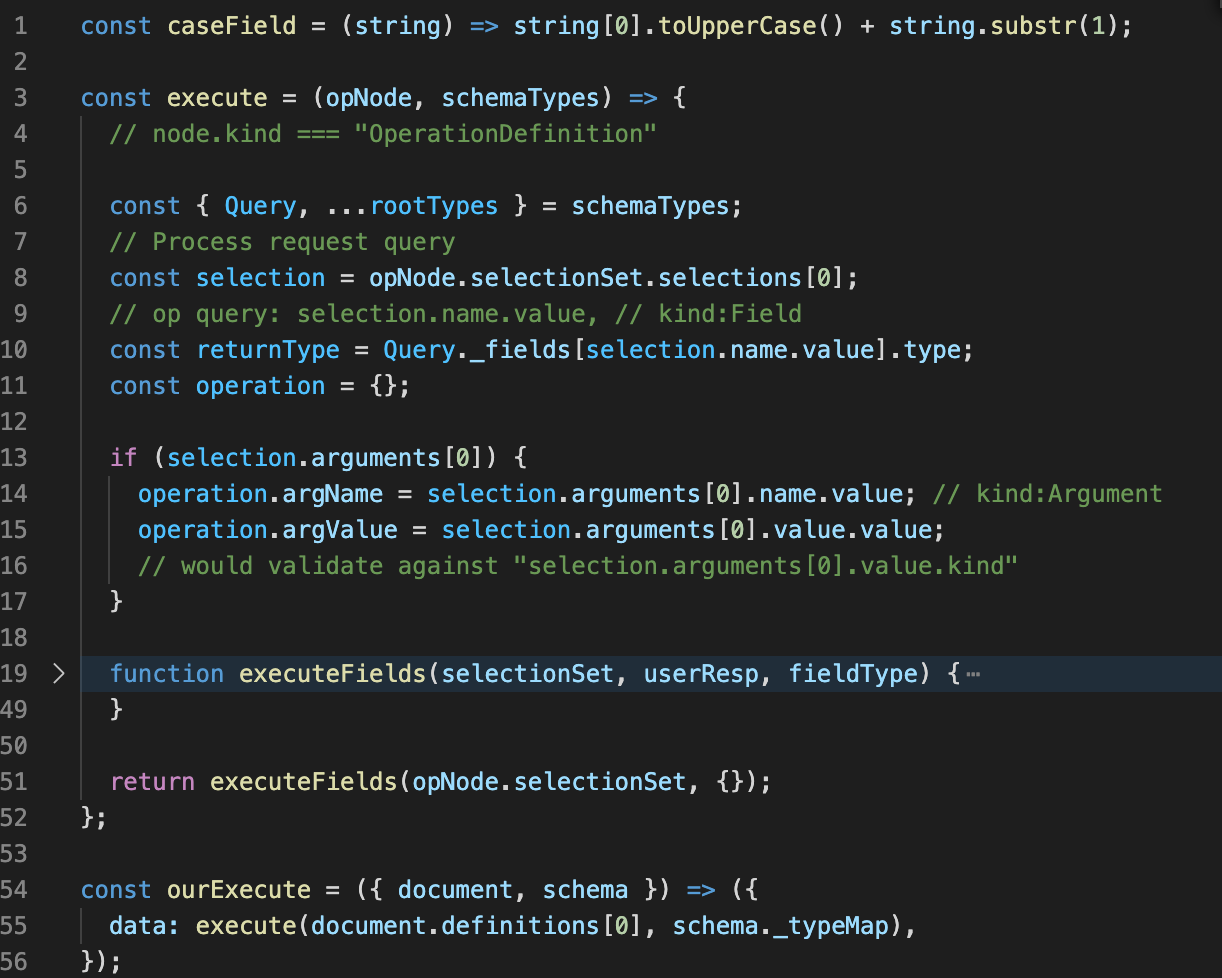 1 const caseField = (string) => string[0].toUpperCase() + string.substr(1);
2
3 const execute = (opNode, schemaTypes) => {
4 // node.kind === "OperationDefinition"
5
6 const { Query, ...rootTypes } = schemaTypes;
7 // Process request query
8 const selection = opNode.selectionSet.selections[0];
9 // op query: selection.name.value, // kind:Field
10 const returnType = Query._fields[selection.name.value].type;
11 const operation = {};
12
13 if (selection.arguments[0]) {
14 operation.argName = selection.arguments[0].name.value; // kind:Argument
15 operation.argValue = selection.arguments[0].value.value;
16 // would validate against "selection.arguments[0].value.kind"
17 }
18
19 > function executeFields(selectionSet, userResp, fieldType) {⋯
49 }
50
51 return executeFields(opNode.selectionSet, {});
52 };
53
54 const ourExecute = ({ document, schema }) => ({
55 data: execute(document.definitions[0], schema._typeMap),
56 });